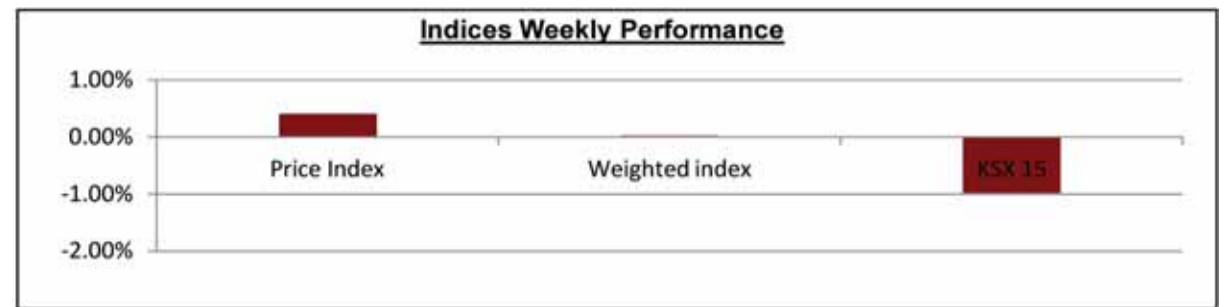 Indices Weekly Performance
1.00%
0.00%
Price Index Weighted index KSX 15
-1.00%
-2.00%